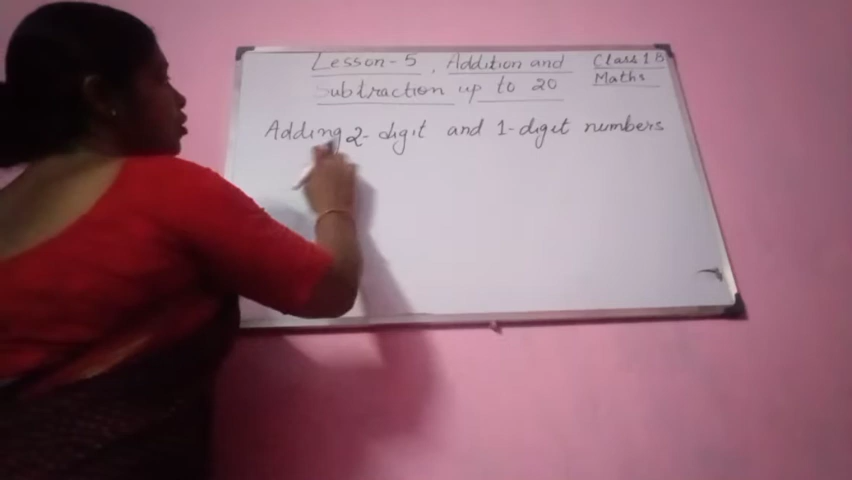 Lesson-5, Addition and
Subtraction up to 20
Class 1 B
Maths
Adding 2-digit and 1-digit numbers